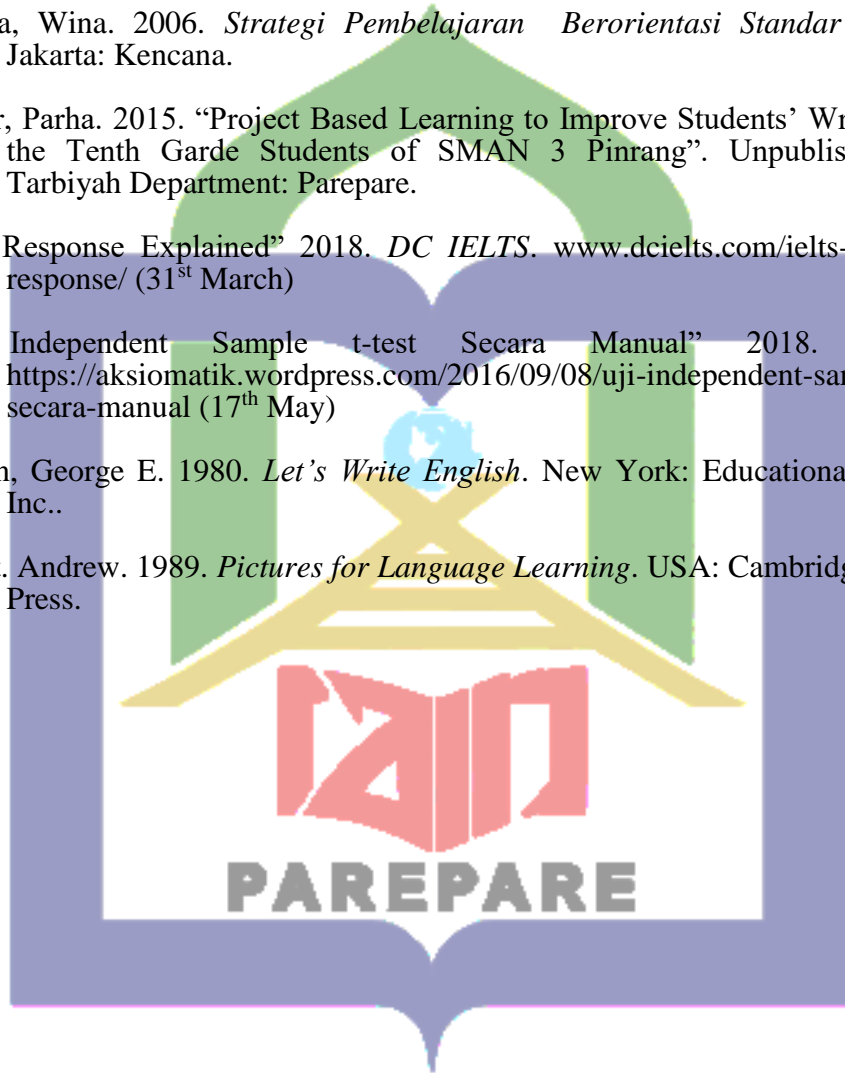 a, Wina. 2006. Strategi Pembelajaran Berorientasi Standar
Jakarta: Kencana.
r, Parha. 2015. “Project Based Learning to Improve Students’ Wr
the Tenth Garde Students of SMAN 3 Pinrang”. Unpublis
Tarbiyah Department: Parepare.
Response Explained” 2018. DC IELTS. www.dcielts.com/ielts-
response/ (31st March)
Independent Sample t-test Secara Manual” 2018.
https://aksiomatik.wordpress.com/2016/09/08/uji-independent-sar
secara-manual (17th May)
n, George E. 1980. Let’s Write English. New York: Educationa
Inc..
. Andrew. 1989. Pictures for Language Learning. USA: Cambridg
Press.
iain
PAREPARE